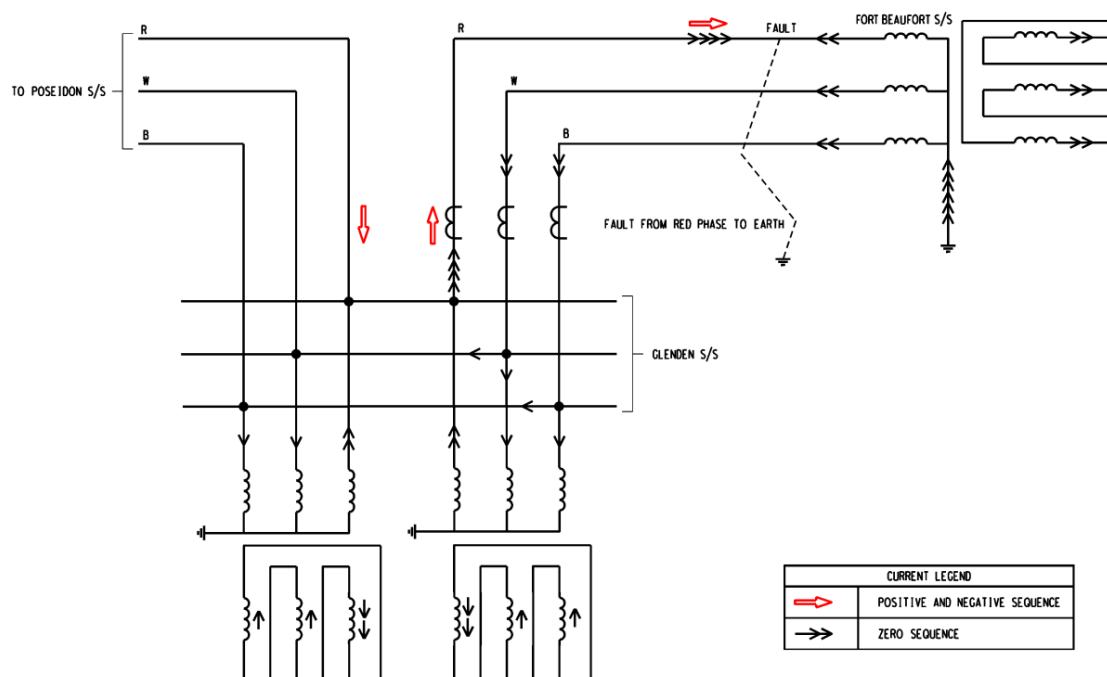 FORT BEAUFORT S/S
R
R
FAULT
W
W
TO POSEIDON S/S
B
B
FAULT FROM RED PHASE TO EARTH
GLENDEN S/S
CURRENT LEGEND
POSITIVE AND NEGATIVE SEQUENCE
ZERO SEQUENCE